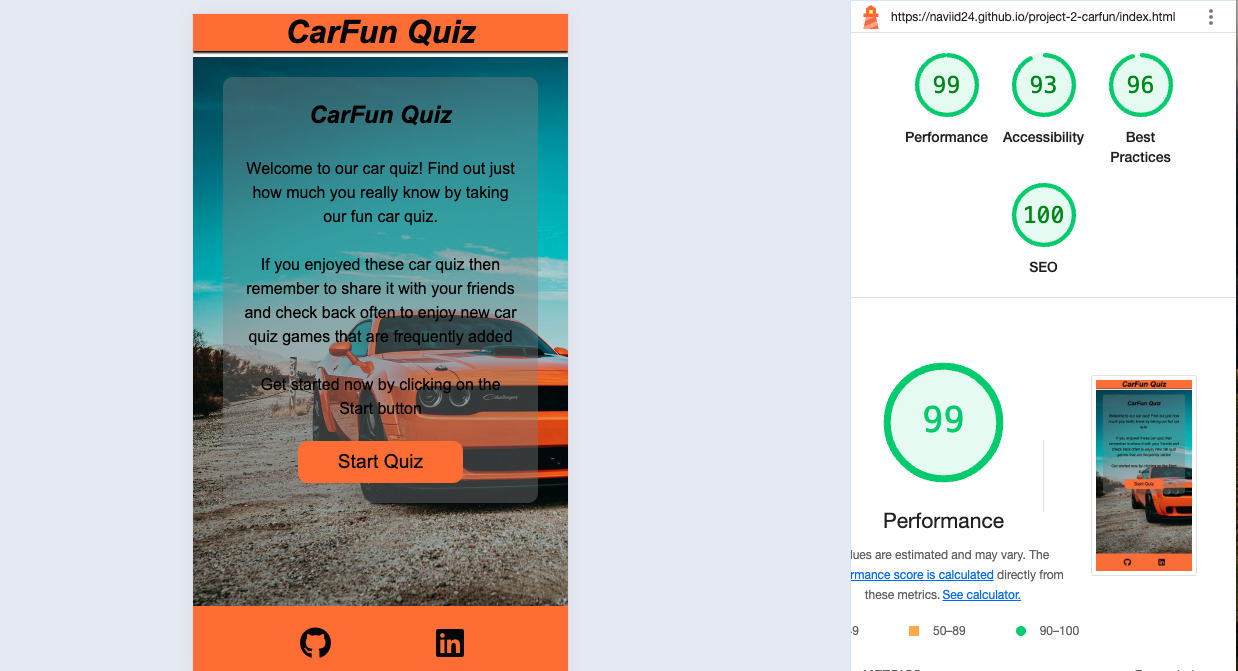 CarFun Quiz
CarFun Quiz
Welcome to our car quiz! Find out just
how much you really know by taking
our fun car quiz.
If you enjoyed these car quiz then
remember to share it with your friends
and check back often to enjoy new car
quiz games that are frequently added
Get started now by clicking on the
Start button
Start Quiz
https://naviid24.github.io/project-2-carfun/index.html
99
93
96
Performance
Accessibility
Best
Practices
100
SEO
99
Performance
are estimated and may vary. The
score is calculated directly from
these metrics. See calculator.
50–89
90–100
CarFun Quiz
CarFun Quiz
Start Quiz